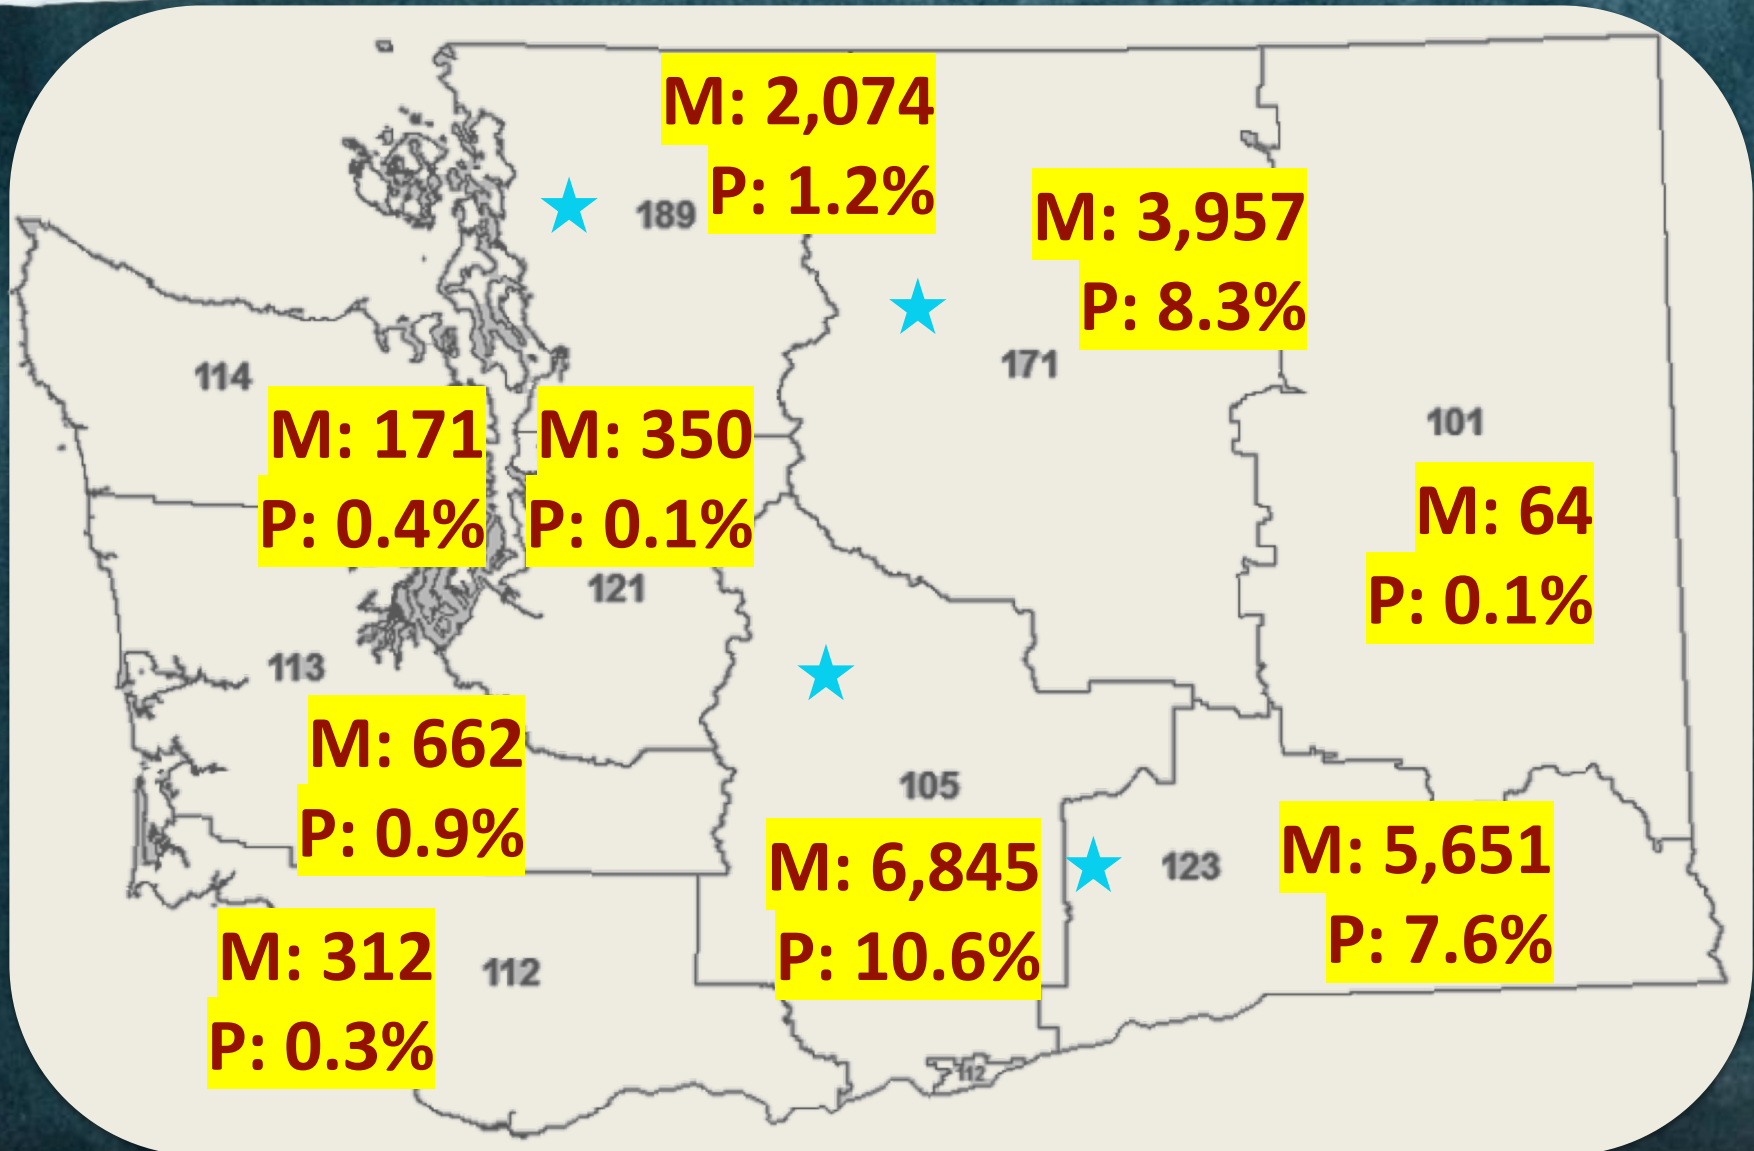 M: 2,074
P: 1.2%
189
M: 3,957
P: 8.3%
171
114
M: 171
P: 0.4%
M: 350
P: 0.1%
121
101
M: 64
P: 0.1%
113
M: 662
P: 0.9%
105
M: 6,845
P: 10.6%
123
M: 5,651
P: 7.6%
M: 312
P: 0.3%
112
112